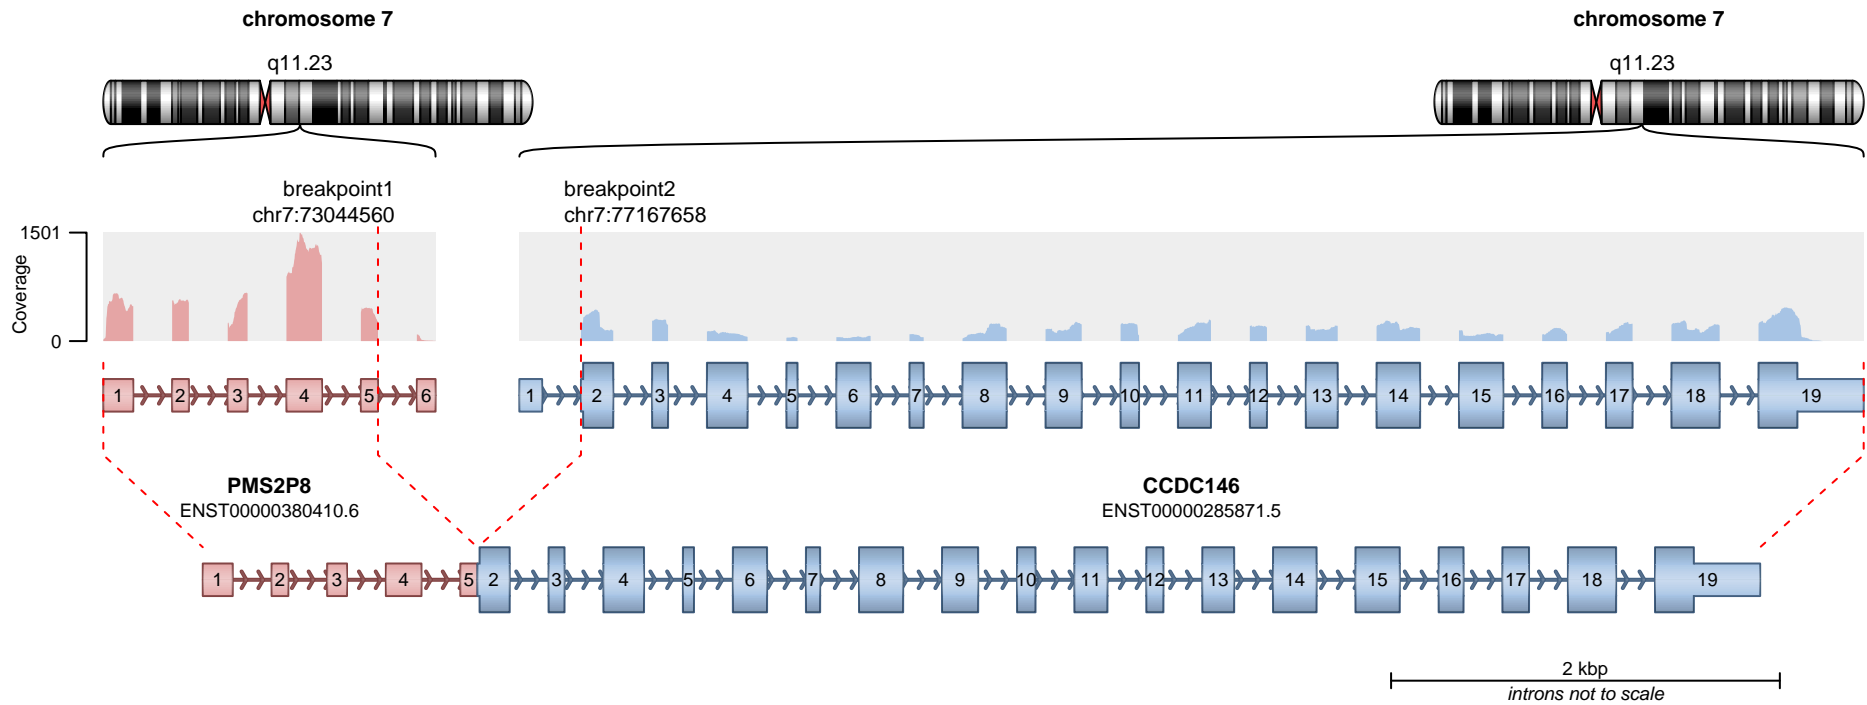 chromosome 7
chromosome 7
q11.23
q11.23
breakpoint1
chr7:73044560
breakpoint2
chr7:77167658
1501
Coverage
0
1 2 3 4 5 6
1 2 3 4 5 6 7 8 9 10 11 12 13 14 15 16 17 18 19
PMS2P8
ENST00000380410.6
CCDC146
ENST00000285871.5
1 2 3 4 5 2 3 4 5 6 7 8 9 10 11 12 13 14 15 16 17 18 19
2 kbp
introns not to scale